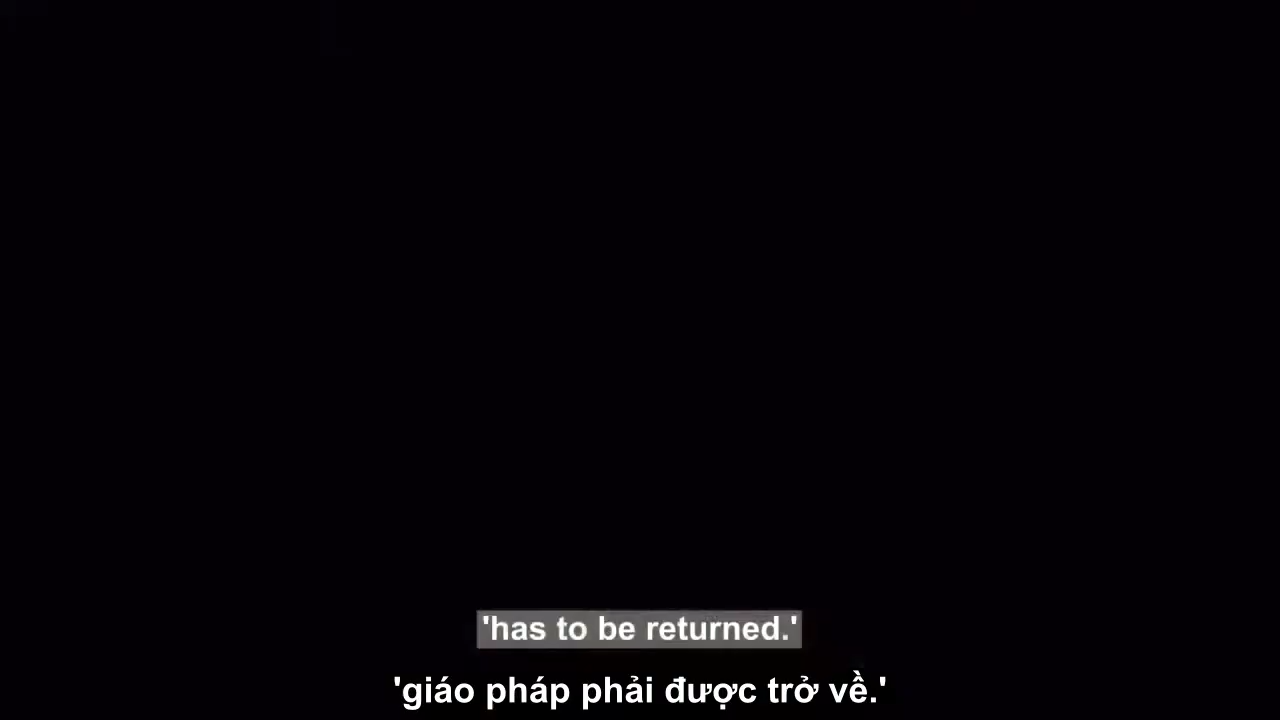 'has to be returned.'
'giáo pháp phải được trở về.'